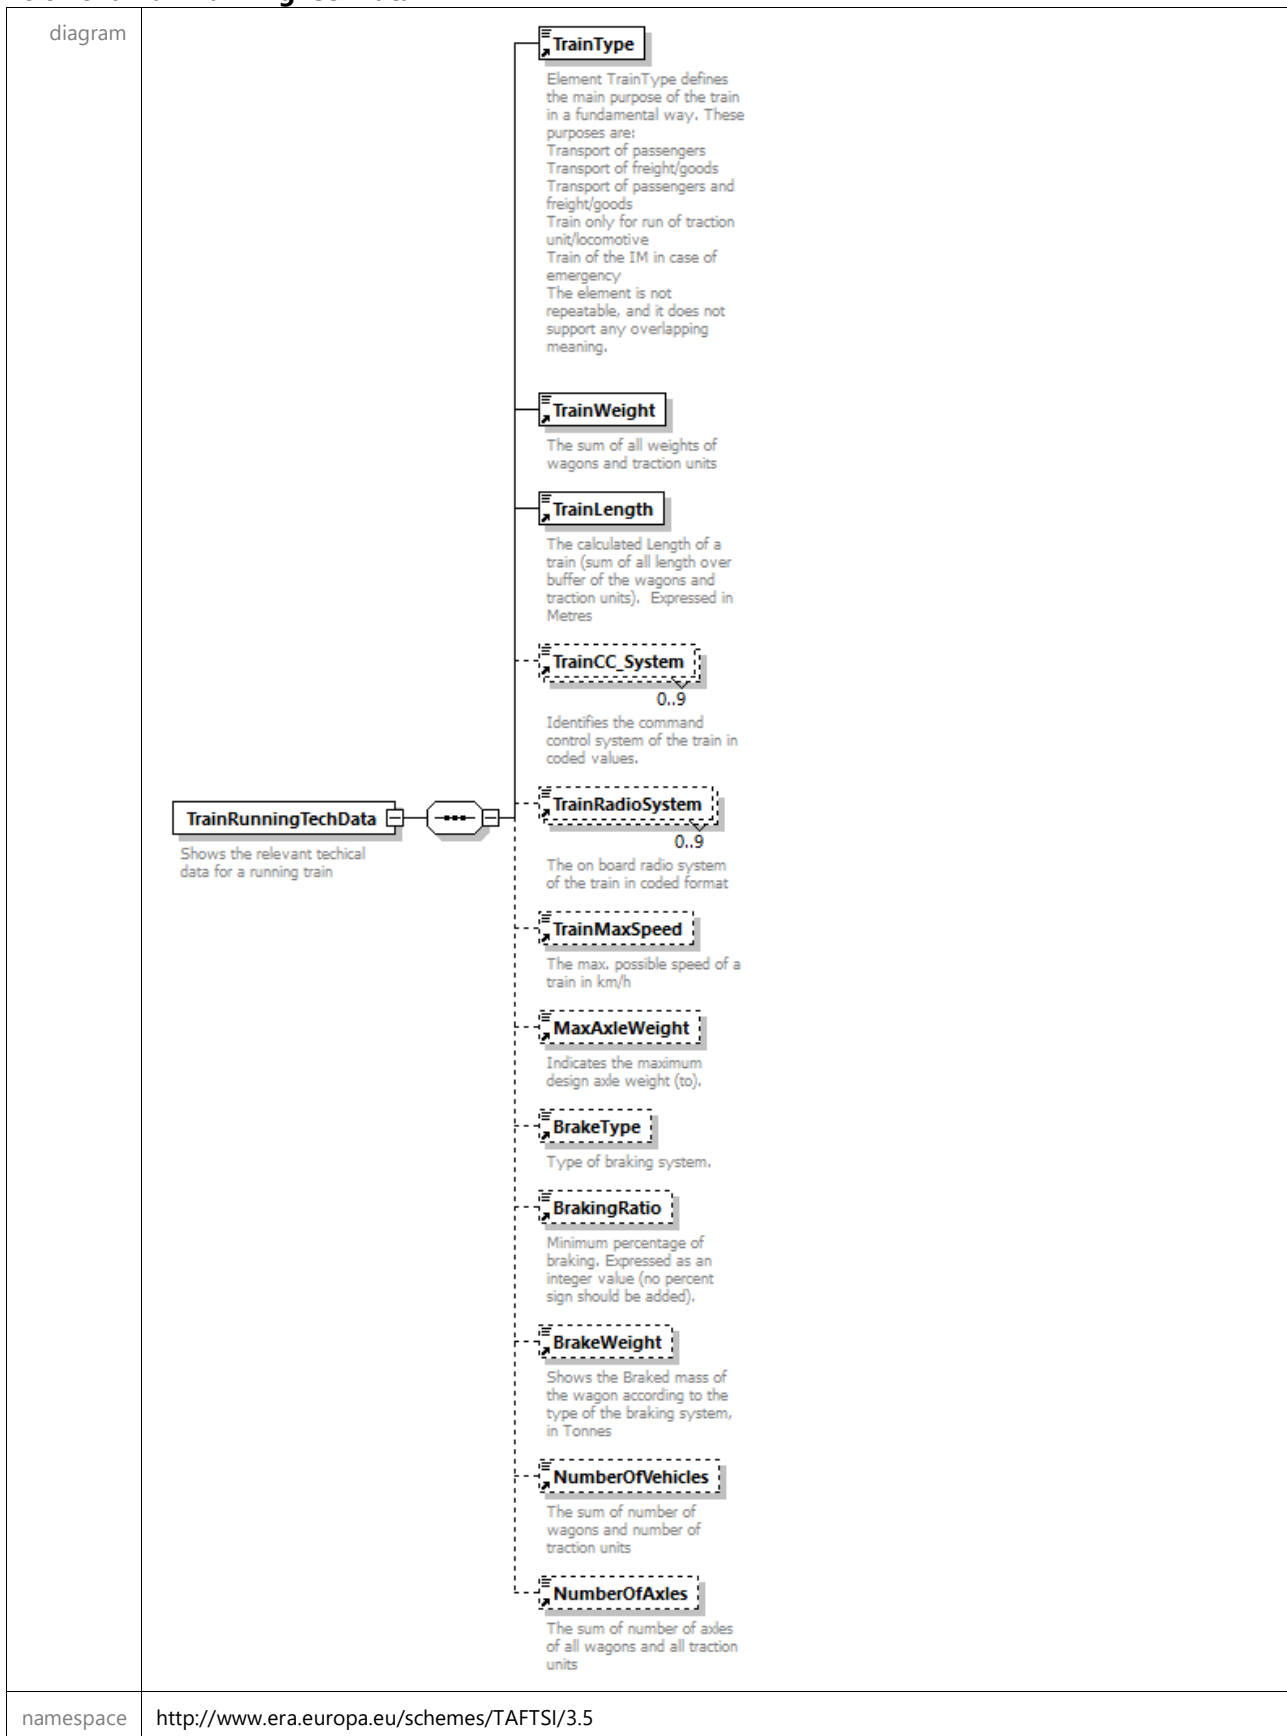 diagram
TrainType
Element TrainType defines
the main purpose of the train
in a fundamental way. These
purposes are:
Transport of passengers
Transport of freight/goods
Transport of passengers and
freight/goods
Train only for run of traction
unit/locomotive
Train of the IM in case of
emergency
The element is not
repeatable, and it does not
support any overlapping
meaning.
TrainWeight
The sum of all weights of
wagons and traction units
TrainLength
The calculated Length of a
train (sum of all length over
buffer of the wagons and
traction units).  Expressed in
Metres
TrainCC_System
0..9
Identifies the command
control system of the train in
coded values.
TrainRunningTechData
Shows the relevant techical
data for a running train
TrainRadioSystem
0..9
The on board radio system
of the train in coded format
TrainMaxSpeed
The max. possible speed of a
train in km/h
MaxAxleWeight
Indicates the maximum
design axle weight (to).
BrakeType
Type of braking system.
BrakingRatio
Minimum percentage of
braking. Expressed as an
integer value (no percent
sign should be added).
BrakeWeight
Shows the Braked mass of
the wagon according to the
type of the braking system,
in Tonnes
NumberOfVehicles
The sum of number of
wagons and number of
traction units
NumberOfAxles
The sum of number of axles
of all wagons and all traction
units
namespace
http://www.era.europa.eu/schemes/TAFTSI/3.5